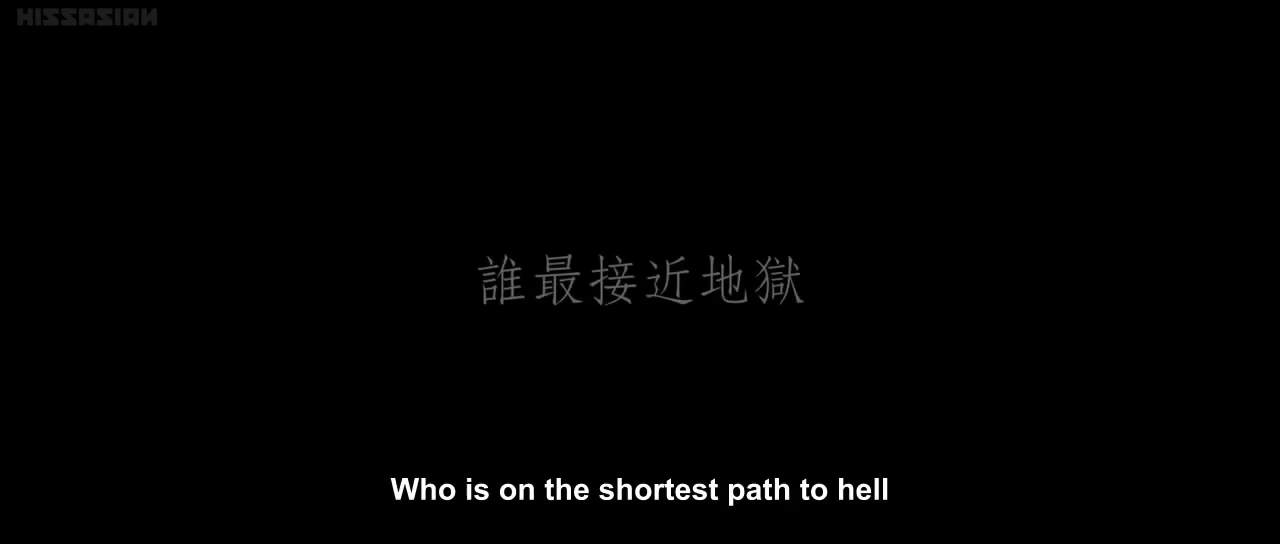 KISSASIAN
誰最接近地獄
Who is on the shortest path to hell